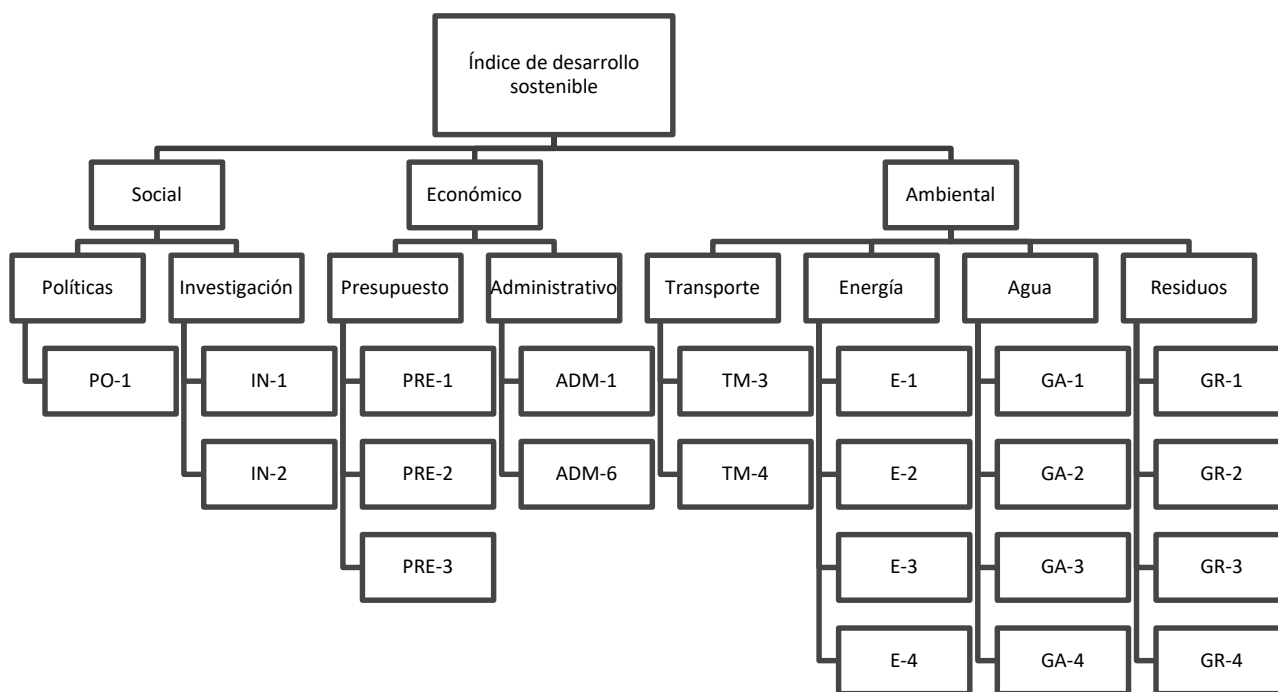 Índice de desarrollo
sostenible
Social
Económico
Ambiental
Políticas
Investigación
Presupuesto
Administrativo
Transporte
Energía
Agua
Residuos
PO-1
IN-1
PRE-1
ADM-1
TM-3
E-1
GA-1
GR-1
IN-2
PRE-2
ADM-6
TM-4
E-2
GA-2
GR-2
PRE-3
E-3
GA-3
GR-3
E-4
GA-4
GR-4